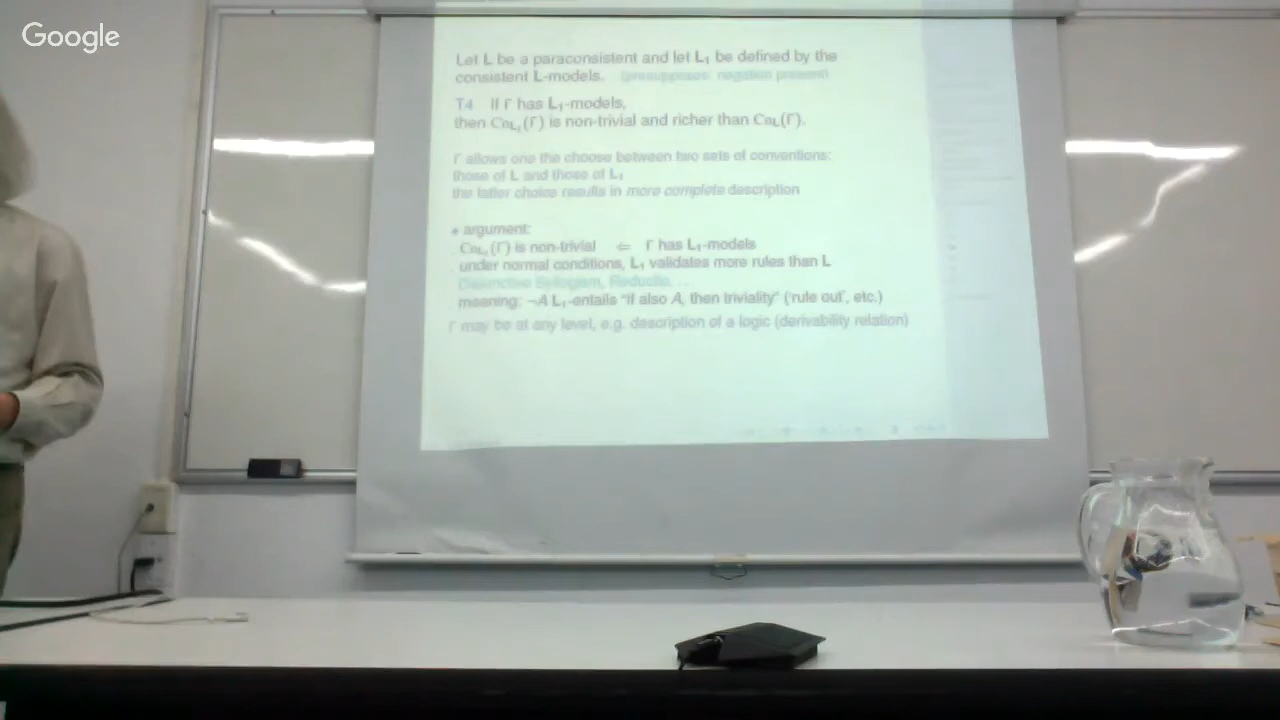 Google
Let L be a paraconsistent and let L₁ be defined by the
consistent L-models. (presupposes negation present)
T4 If Γ has L₁-models,
then Cn_L₁(Γ) is non-trivial and richer than Cn_L(Γ).
Γ allows one the choose between two sets of conventions:
those of L and those of L₁
the latter choice results in more complete description
• argument:
Cn_L₁(Γ) is non-trivial ⇐ Γ has L₁-models
under normal conditions, L₁ validates more rules than L
Disjunctive Syllogism, Reductio, ...
meaning: ¬A L₁-entails "if also A, then triviality" ('rule out', etc.)
Γ may be at any level, e.g. description of a logic (derivability relation)